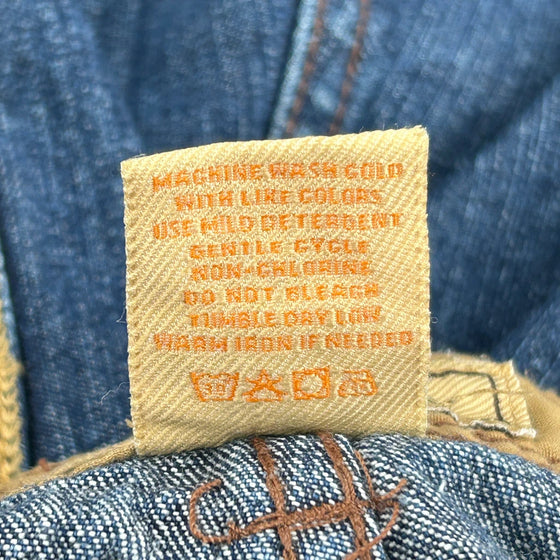 MACHINE WASH COLD
WITH LIKE COLORS
USE MILD DETERGENT
GENTLE CYCLE
NON-CHLORINE
DO NOT BLEACH
TUMBLE DRY LOW
WARM IRON IF NEEDED